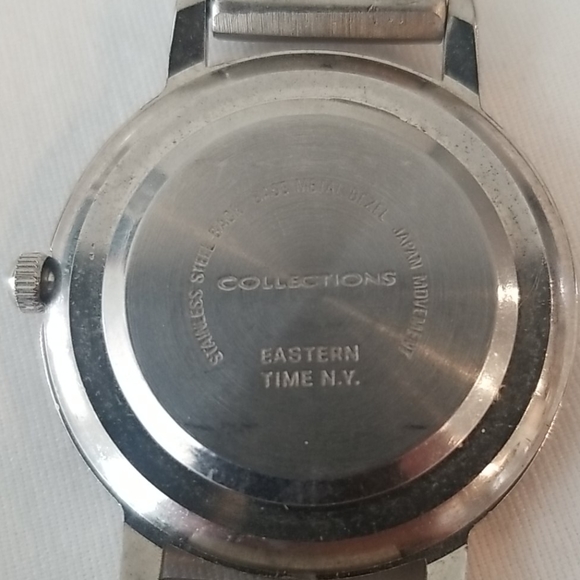 STAINLESS STEEL BACK BASE METAL BEZEL JAPAN MOVEMENT
COLLECTIONS
EASTERN
TIME N.Y.